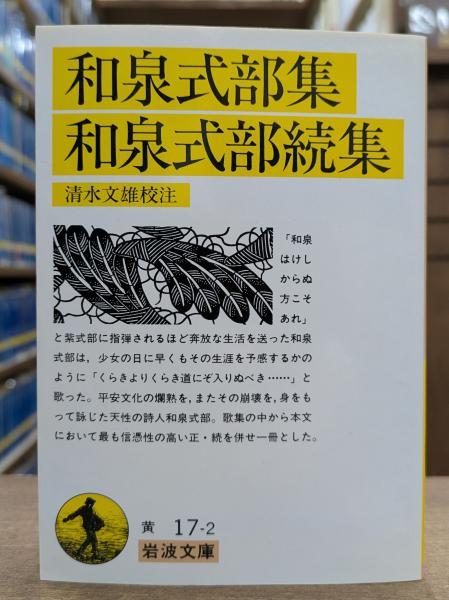 和泉式部集
和泉式部続集
清水文雄校注
「和泉
はけし
からぬ
方こそ
あれ」
と紫式部に指弾されるほど奔放な生活を送った和泉
式部は，少女の日に早くもその生涯を予感するかの
ように「くらきよりくらき道にぞ入りぬべき……」と
歌った。平安文化の爛熟を，またその崩壊を，身をも
って詠じた天性の詩人和泉式部。歌集の中から本文
において最も信憑性の高い正・続を併せ一冊とした。
黄 17-2
岩波文庫